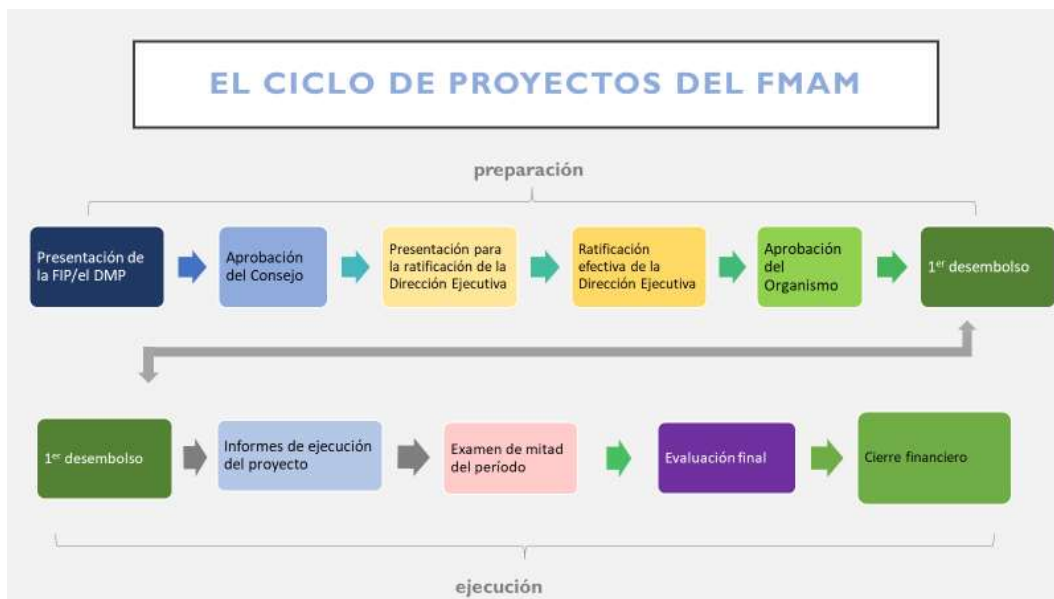 EL CICLO DE PROYECTOS DEL FMAM
preparación
Presentación de
la FIP/el DMP
Aprobación
del Consejo
Presentación para
la ratificación de la
Dirección Ejecutiva
Ratificación
efectiva de la
Dirección Ejecutiva
Aprobación
del
Organismo
1er desembolso
1er desembolso
Informes de ejecución
del proyecto
Examen de mitad
del período
Evaluación final
Cierre financiero
ejecución